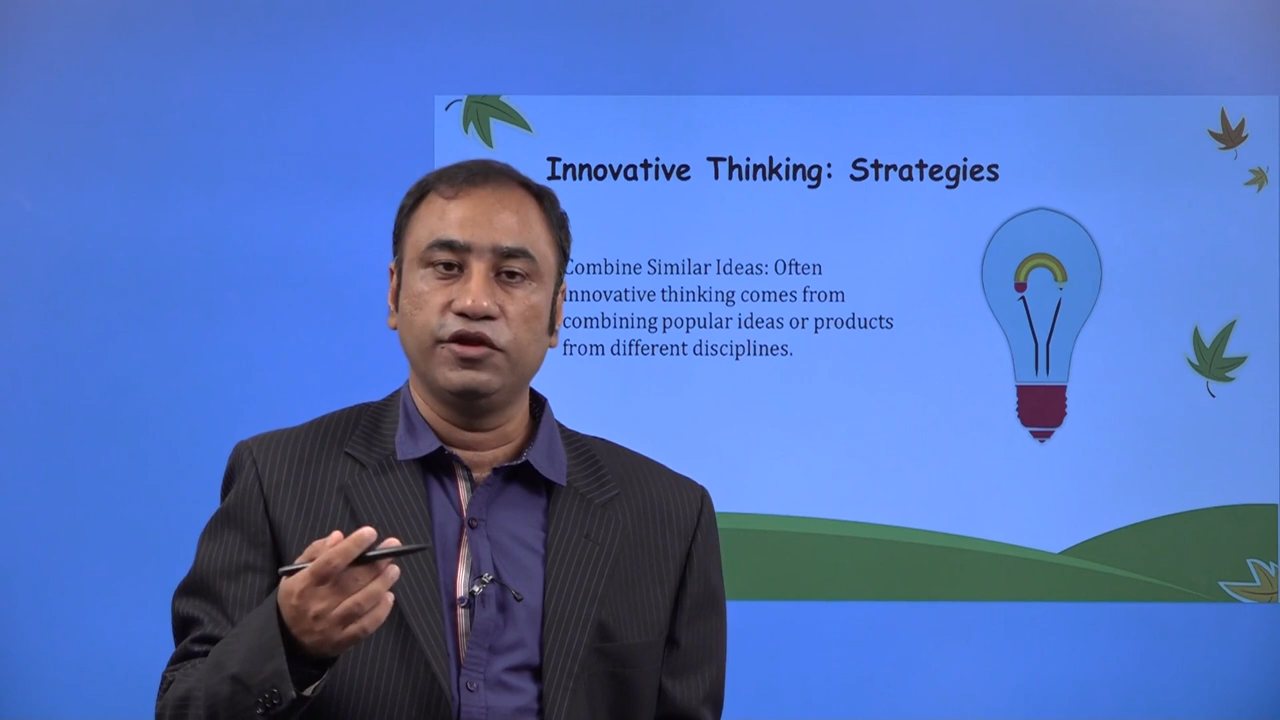 Innovative Thinking: Strategies
Combine Similar Ideas: Often
innovative thinking comes from
combining popular ideas or products
from different disciplines.